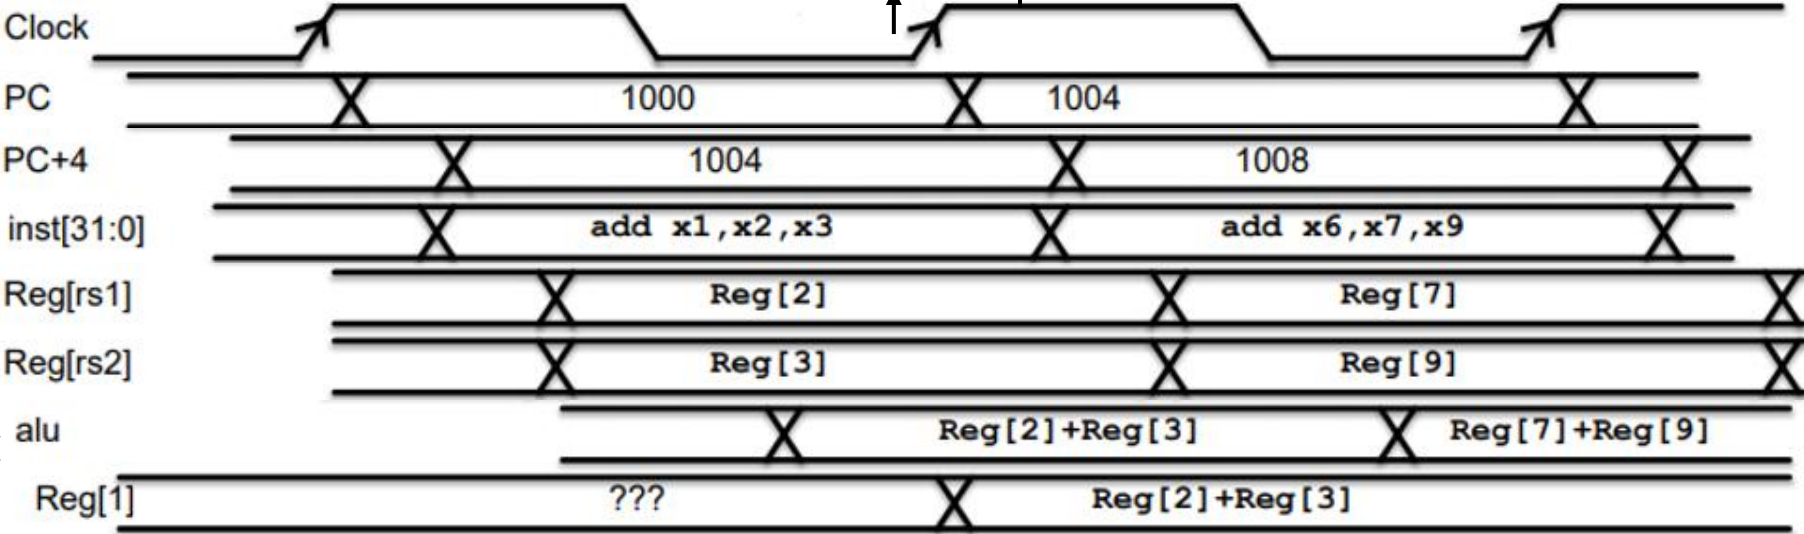 Clock
PC 1000 1004
PC+4 1004 1008
inst[31:0] add x1,x2,x3 add x6,x7,x9
Reg[rs1] Reg[2] Reg[7]
Reg[rs2] Reg[3] Reg[9]
alu Reg[2]+Reg[3] Reg[7]+Reg[9]
Reg[1] ??? Reg[2]+Reg[3]